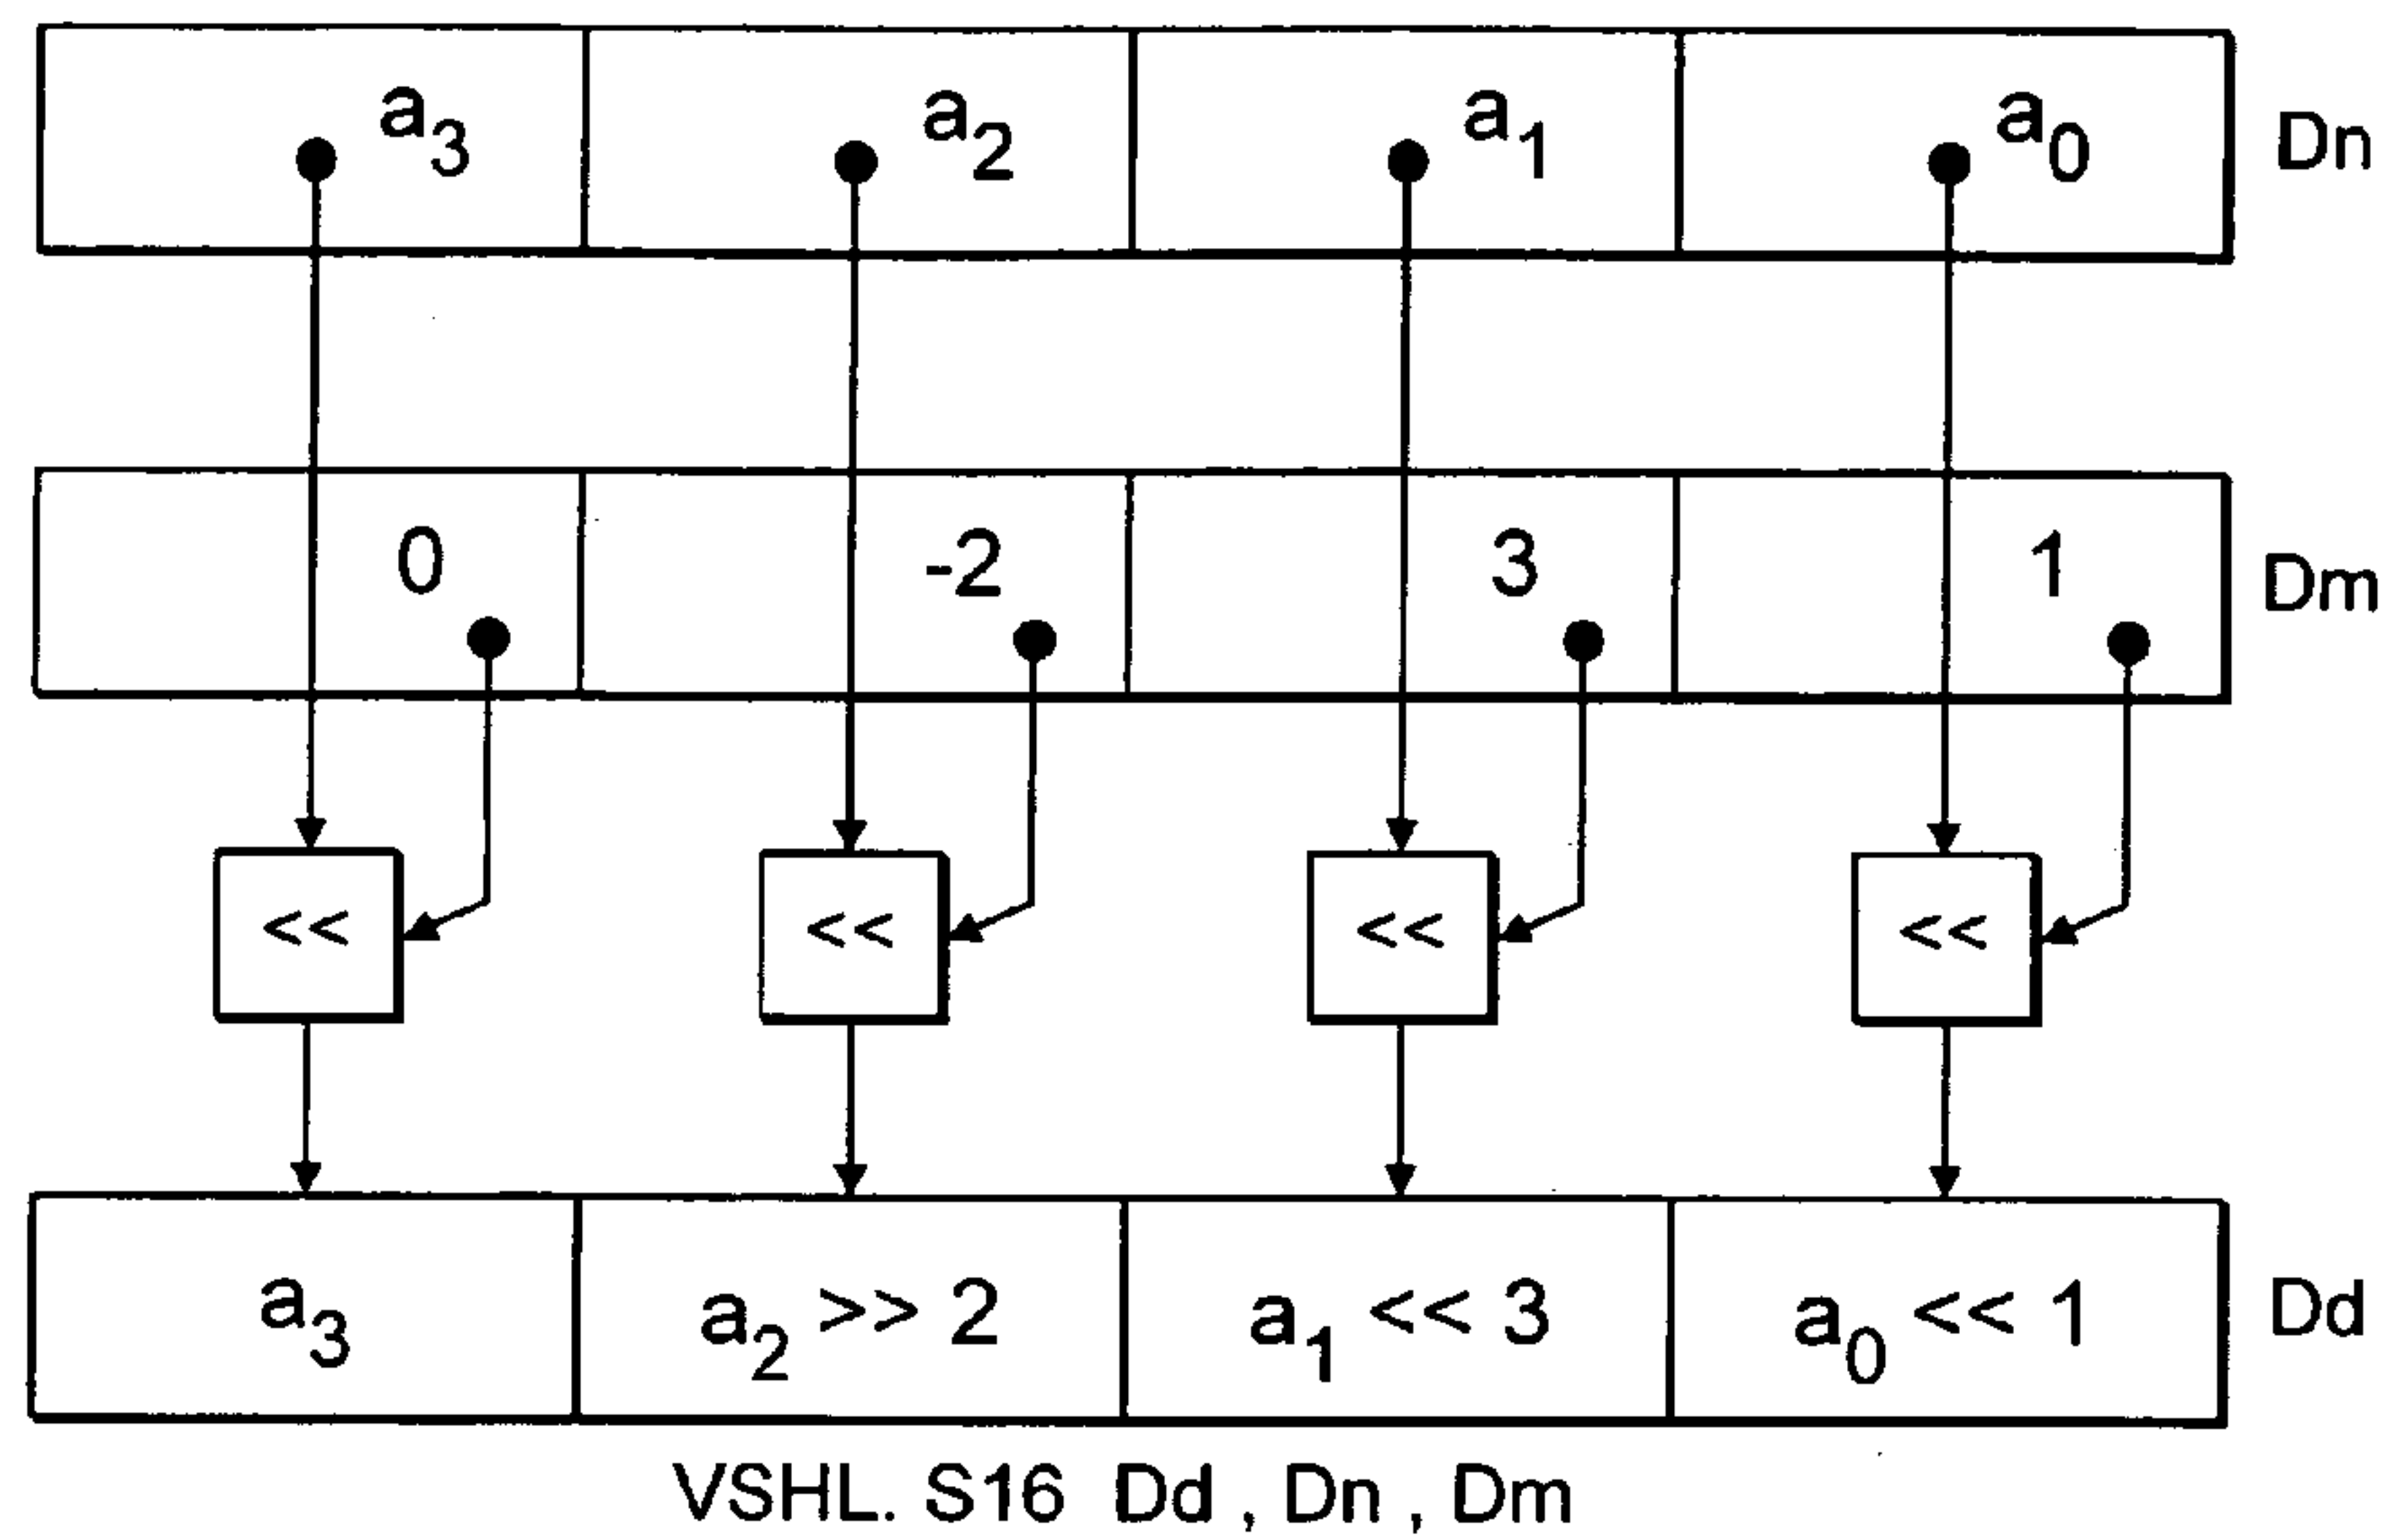 a₃ a₂ a₁ a₀ Dn
0 -2 3 1 Dm
<< << << <<
a₃ a₂ >> 2 a₁ << 3 a₀ << 1 Dd
VSHL. S16 Dd , Dn , Dm